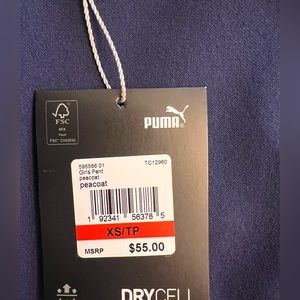 FSC
MIX
Paper
PUMA
595586 01
TC12960
Girls Pant
peacoat
peacoat
1 92341 56378 5
XS/TP
MSRP $55.00
DRYCELL